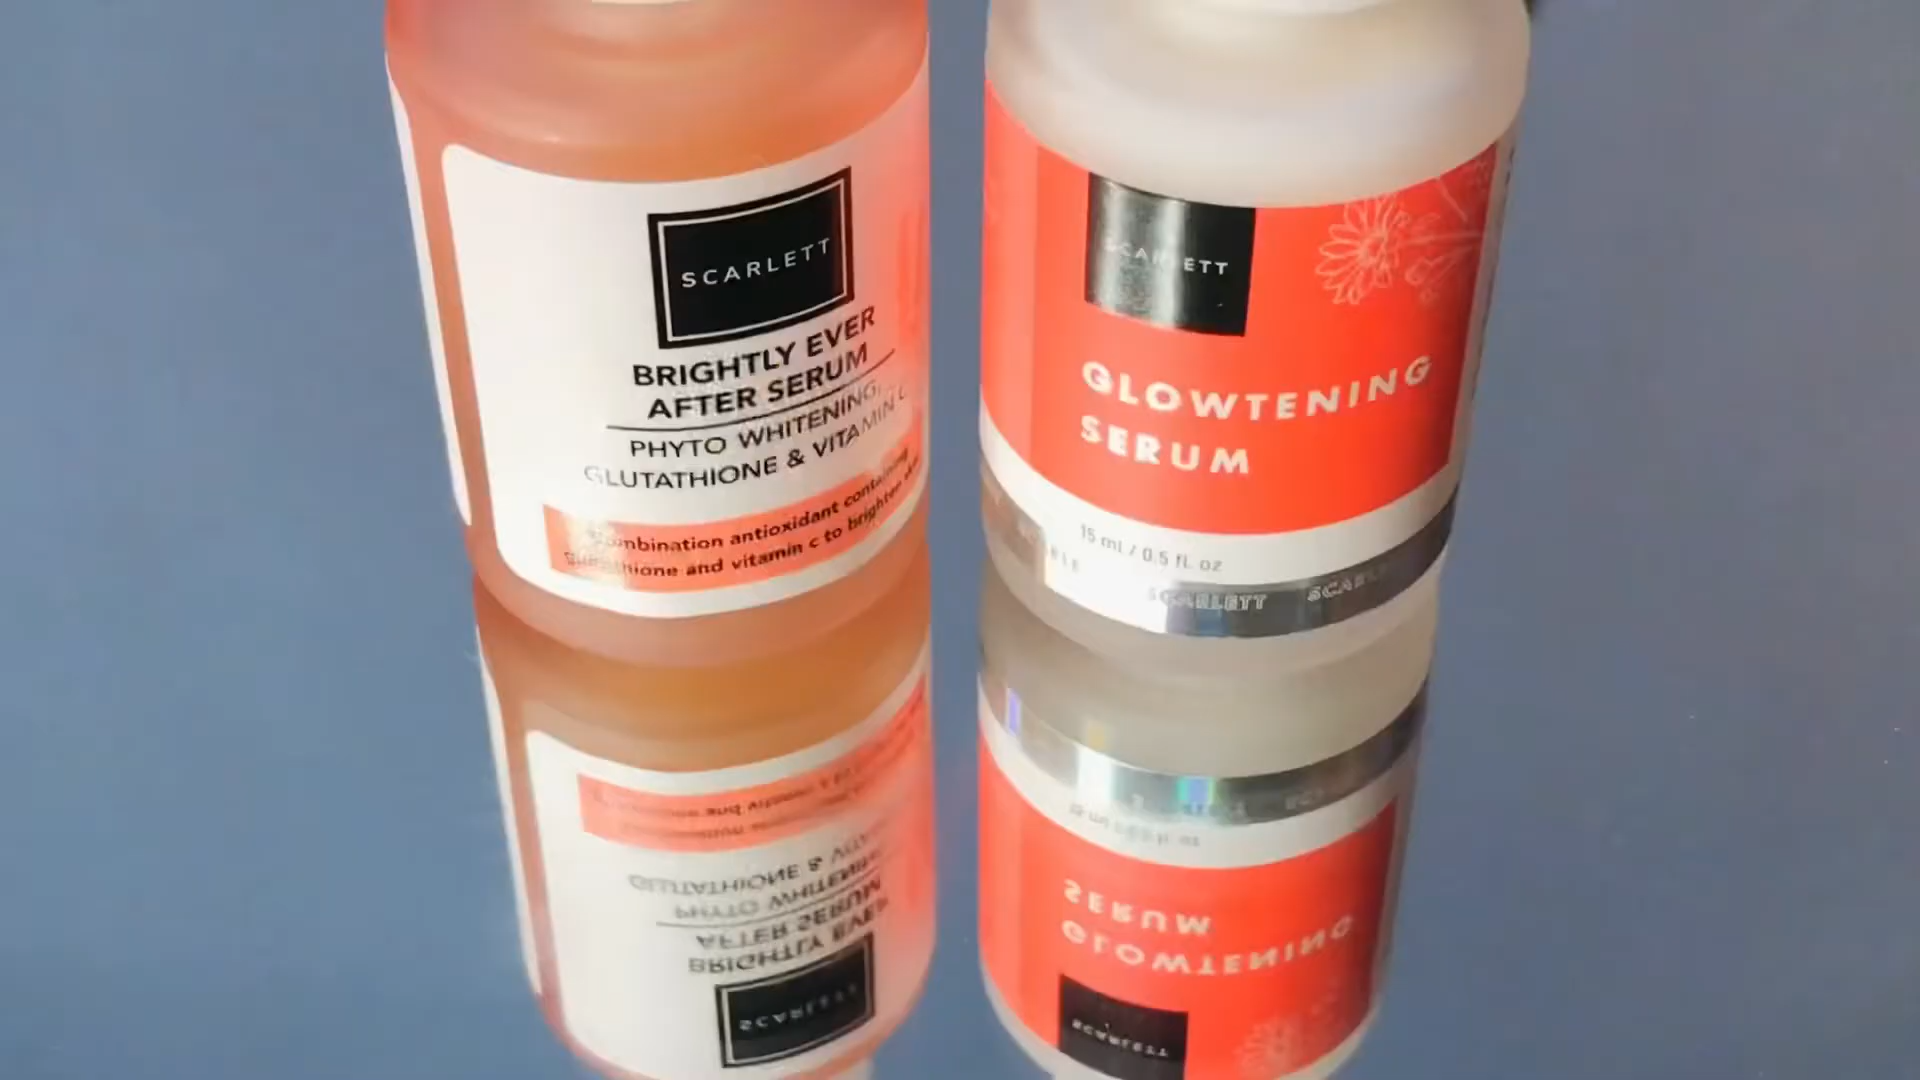 SCARLETT
BRIGHTLY EVER
AFTER SERUM
PHYTO WHITENING,
GLUTATHIONE & VITAMIN C
Combination antioxidant containing
glutathione and vitamin c to brighten
SCARLETT
GLOWTENING
SERUM
15 ml / 0.5 fl. oz
SCARLETT SCARLETT